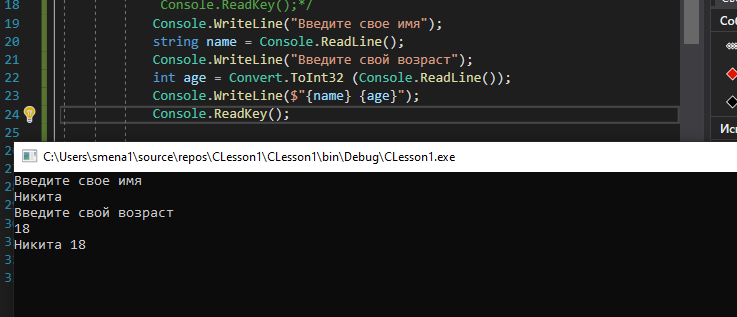 18 Console.ReadKey();*/
19 Console.WriteLine("Введите свое имя");
20 string name = Console.ReadLine();
21 Console.WriteLine("Введите свой возраст");
22 int age = Convert.ToInt32 (Console.ReadLine());
23 Console.WriteLine($"{name} {age}");
24 Console.ReadKey();
25
C:\Users\smena1\source\repos\CLesson1\CLesson1\bin\Debug\CLesson1.exe
Введите свое имя
Никита
Введите свой возраст
18
Никита 18